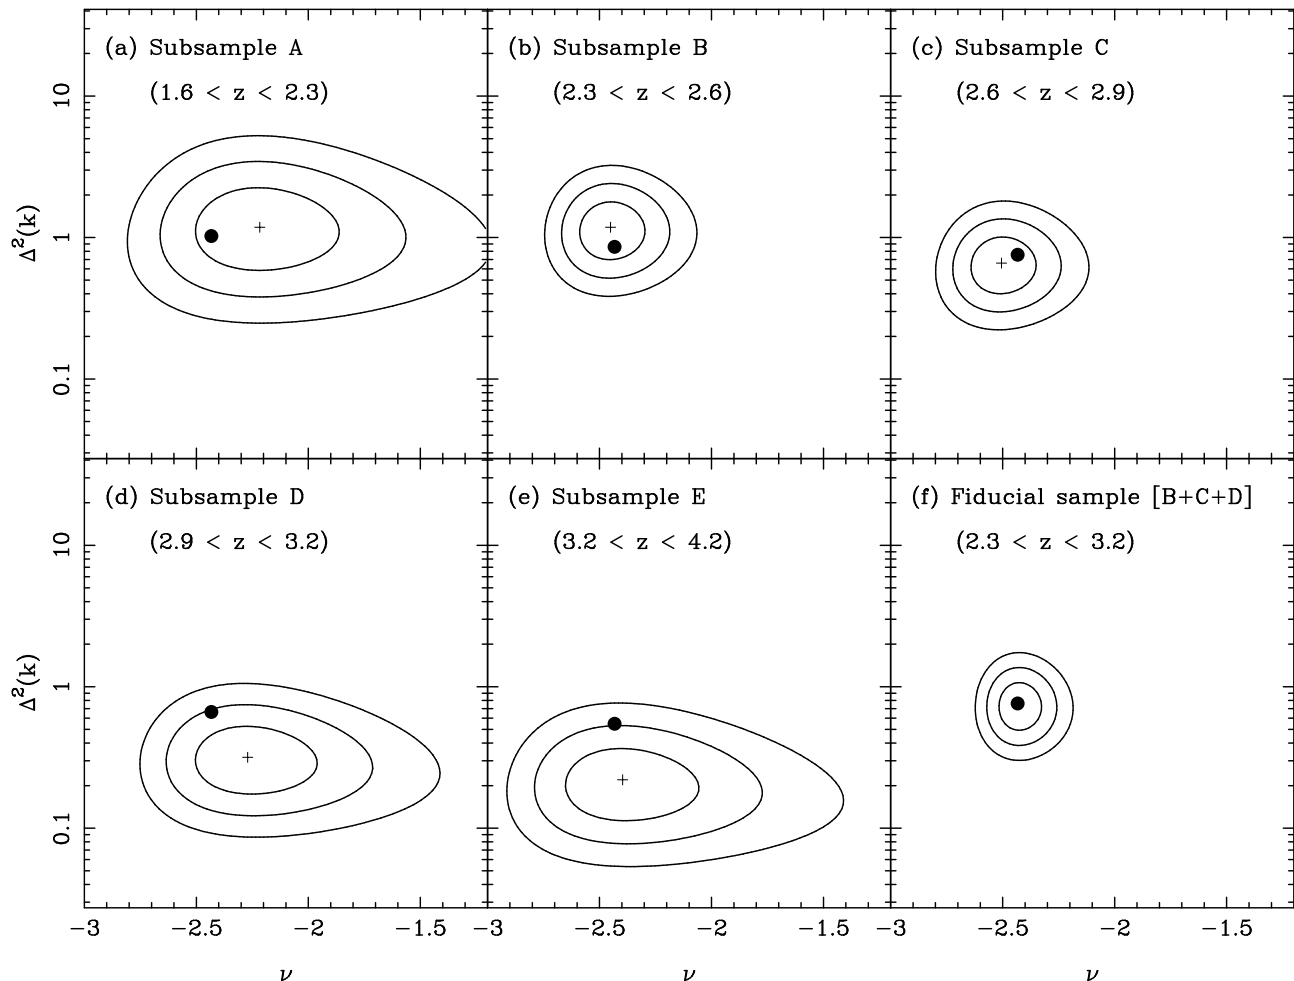 (a) Subsample A
(1.6 < z < 2.3)
(b) Subsample B
(2.3 < z < 2.6)
(c) Subsample C
(2.6 < z < 2.9)
10
1
0.1
Δ²(k)
(d) Subsample D
(2.9 < z < 3.2)
(e) Subsample E
(3.2 < z < 4.2)
(f) Fiducial sample [B+C+D]
(2.3 < z < 3.2)
10
1
0.1
Δ²(k)
−3 −2.5 −2 −1.5 −3 −2.5 −2 −1.5 −3 −2.5 −2 −1.5
ν ν ν